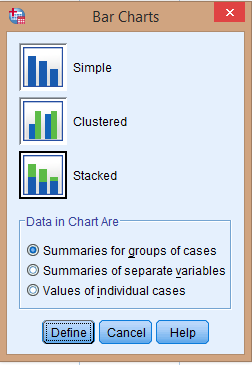 Bar Charts
Simple
Clustered
Stacked
Data in Chart Are
Summaries for groups of cases
Summaries of separate variables
Values of individual cases
Define Cancel Help